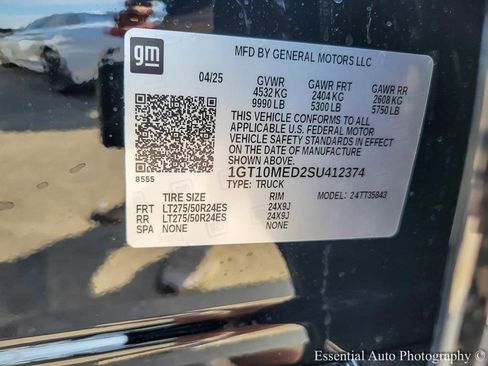 gm
MFD BY GENERAL MOTORS LLC
04/25 GVWR GAWR FRT GAWR RR
4532 KG 2404 KG 2608 KG
9990 LB 5300 LB 5750 LB
THIS VEHICLE CONFORMS TO ALL
APPLICABLE U.S. FEDERAL MOTOR
VEHICLE SAFETY STANDARDS IN EFFECT
ON THE DATE OF MANUFACTURE
SHOWN ABOVE.
1GT10MED2SU412374
8555 TYPE: TRUCK MODEL: 24TT35843
TIRE SIZE RIM
FRT LT275/50R24ES 24X9J
RR LT275/50R24ES 24X9J
SPA NONE NONE
Essential Auto Photography ©